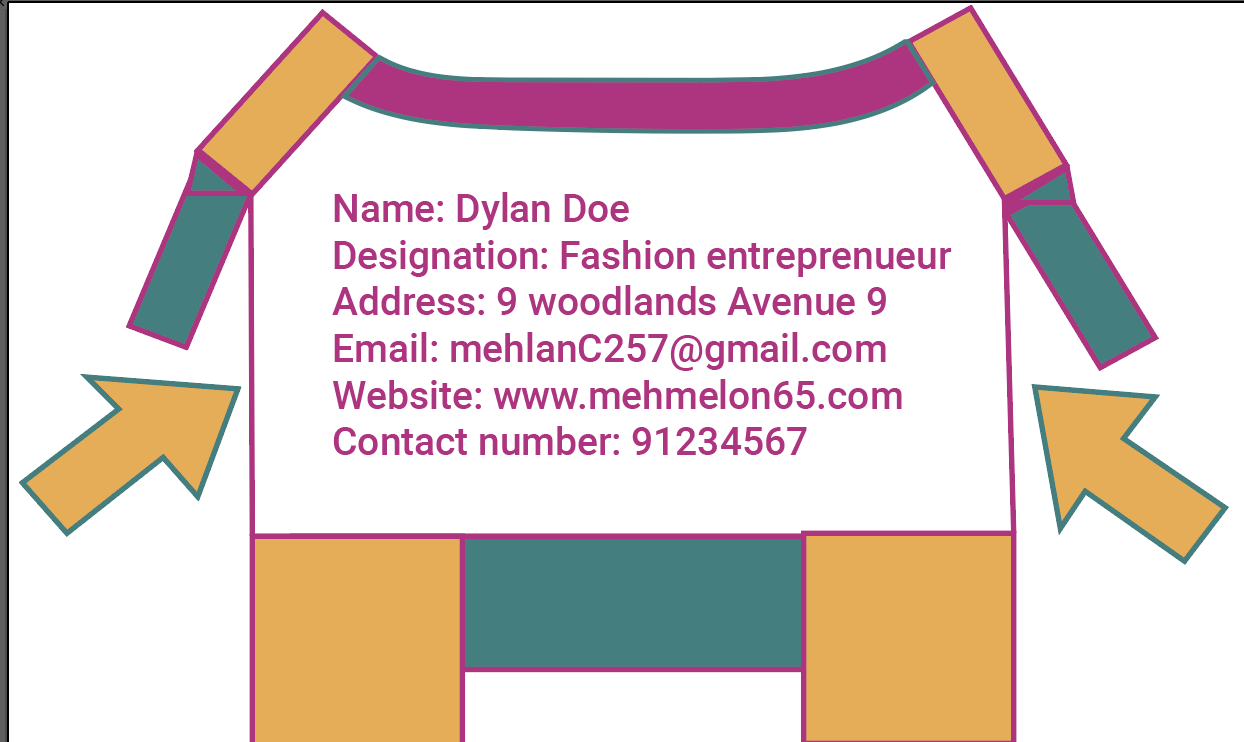 Name: Dylan Doe
Designation: Fashion entreprenueur
Address: 9 woodlands Avenue 9
Email: mehlanC257@gmail.com
Website: www.mehmelon65.com
Contact number: 91234567